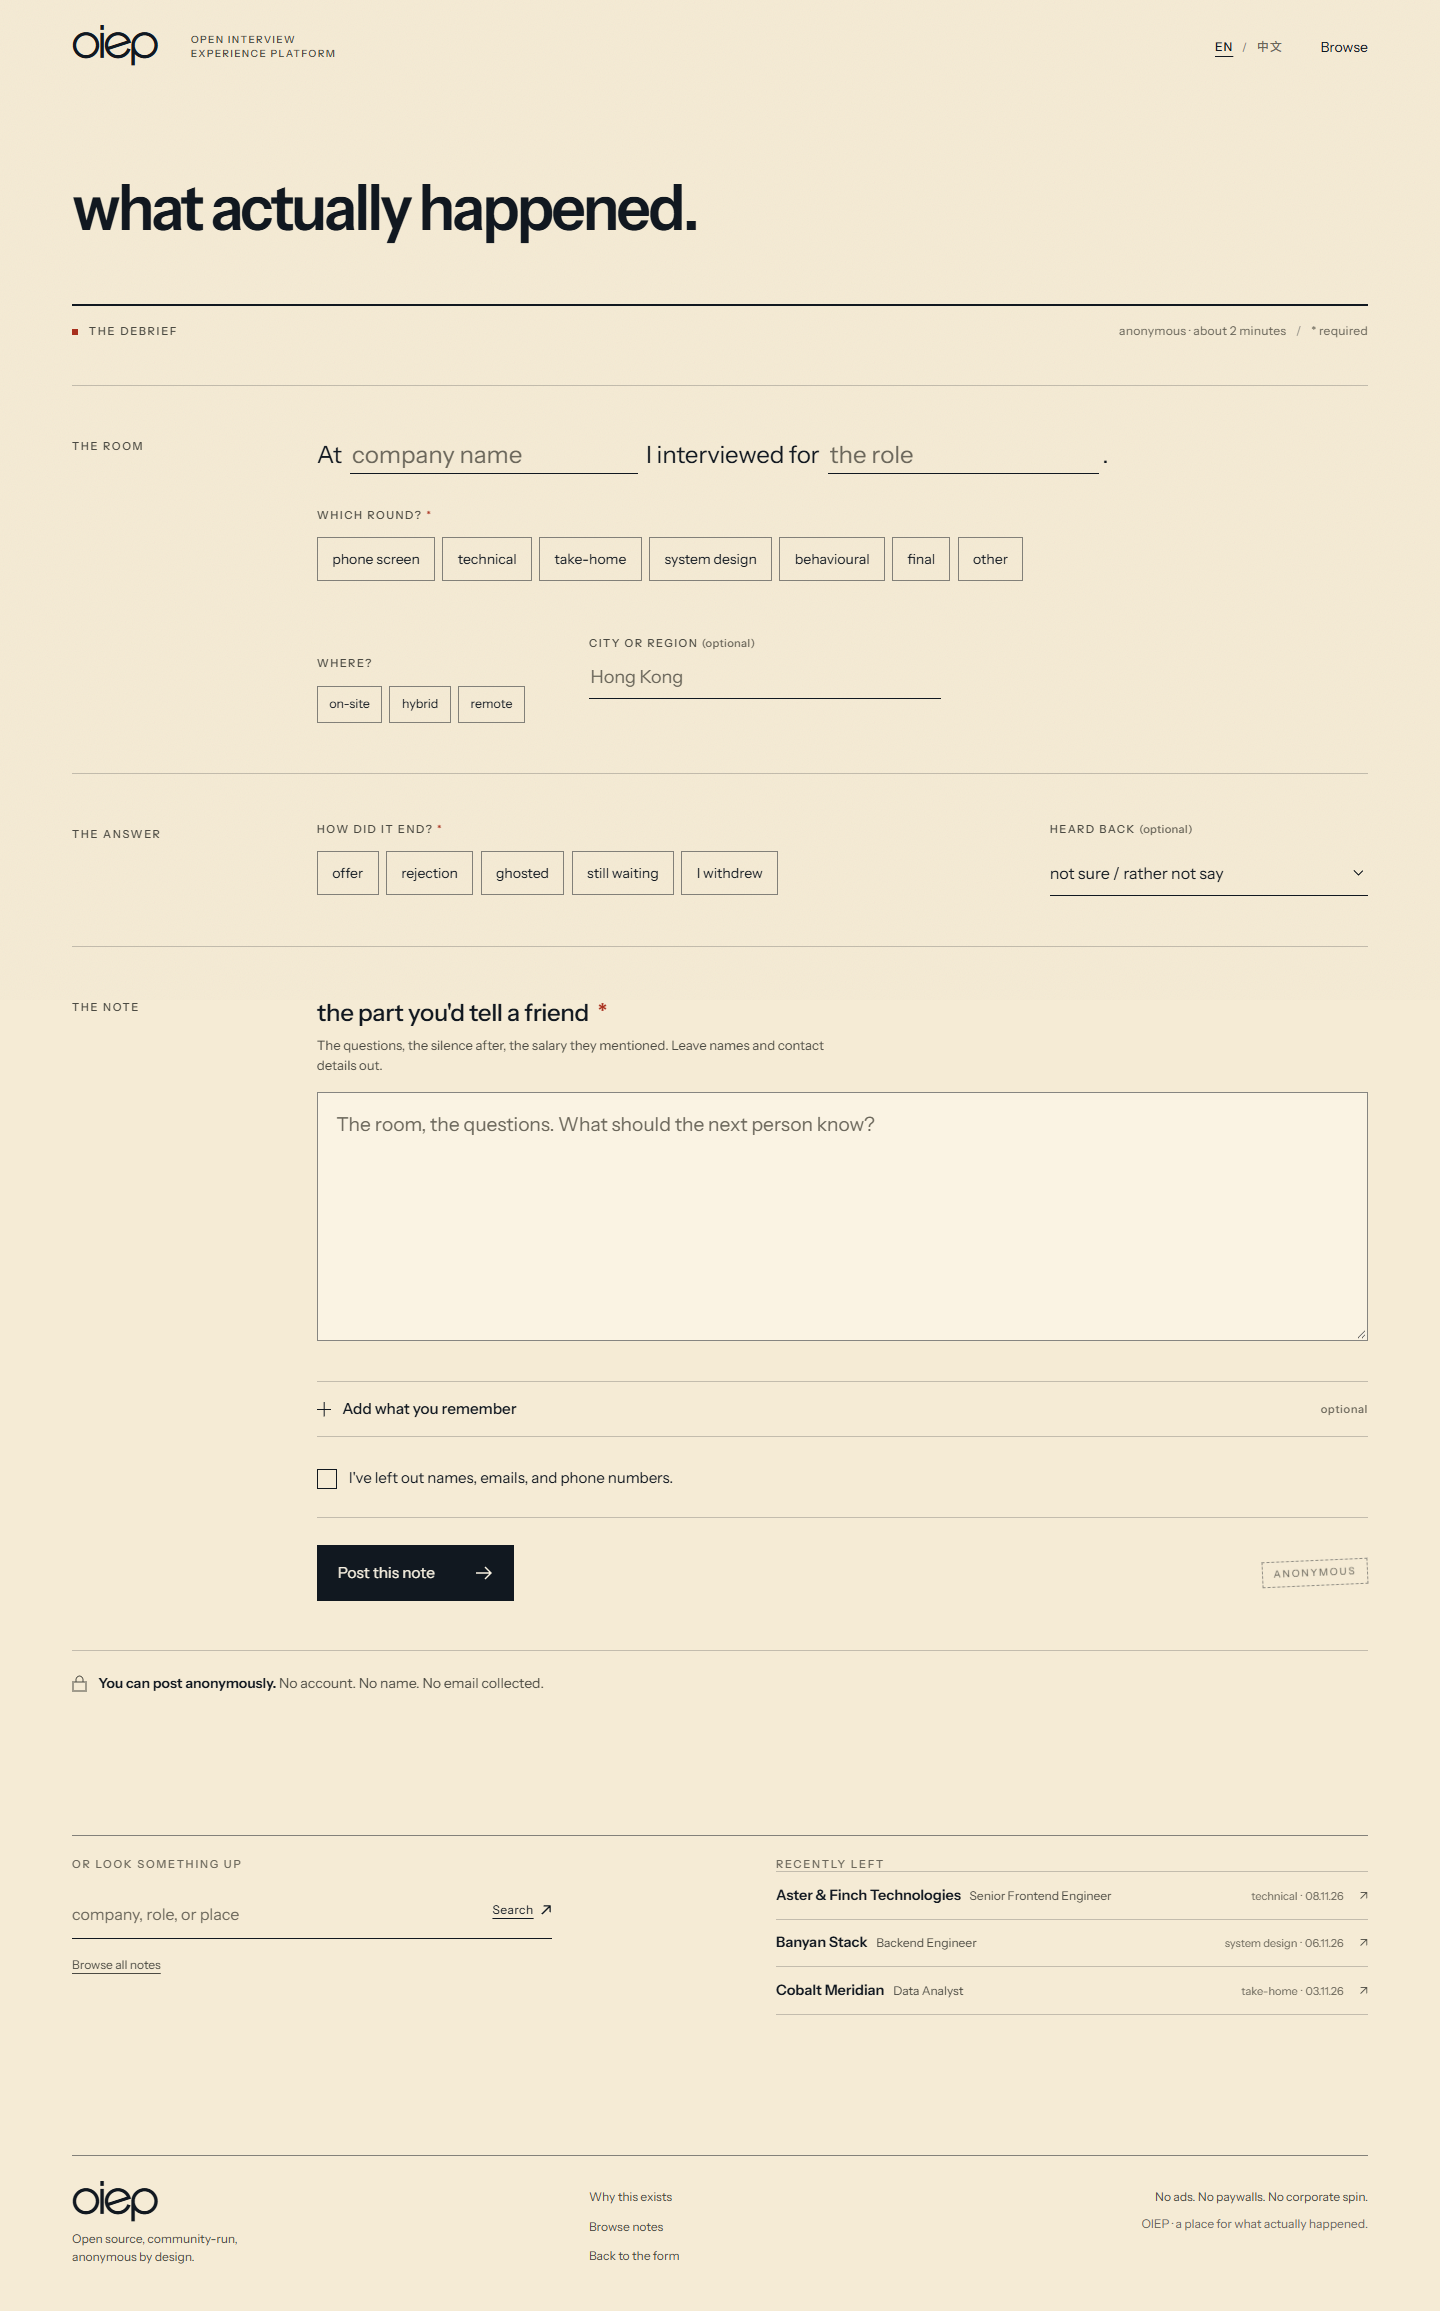 oiep
OPEN INTERVIEW
EXPERIENCE PLATFORM
EN / 中文
Browse
what actually happened.
THE DEBRIEF
anonymous · about 2 minutes / * required
THE ROOM
At company name I interviewed for the role .
WHICH ROUND? *
phone screen technical take-home system design behavioural final other
WHERE?
on-site hybrid remote
CITY OR REGION (optional)
Hong Kong
THE ANSWER
HOW DID IT END? *
offer rejection ghosted still waiting I withdrew
HEARD BACK (optional)
not sure / rather not say
THE NOTE
the part you'd tell a friend *
The questions, the silence after, the salary they mentioned. Leave names and contact
details out.
The room, the questions. What should the next person know?
Add what you remember
optional
I've left out names, emails, and phone numbers.
Post this note
ANONYMOUS
You can post anonymously. No account. No name. No email collected.
OR LOOK SOMETHING UP
company, role, or place
Search
Browse all notes
RECENTLY LEFT
Aster & Finch Technologies Senior Frontend Engineer technical · 08.11.26
Banyan Stack Backend Engineer system design · 06.11.26
Cobalt Meridian Data Analyst take-home · 03.11.26
oiep
Open source, community-run,
anonymous by design.
Why this exists
Browse notes
Back to the form
No ads. No paywalls. No corporate spin.
OIEP · a place for what actually happened.